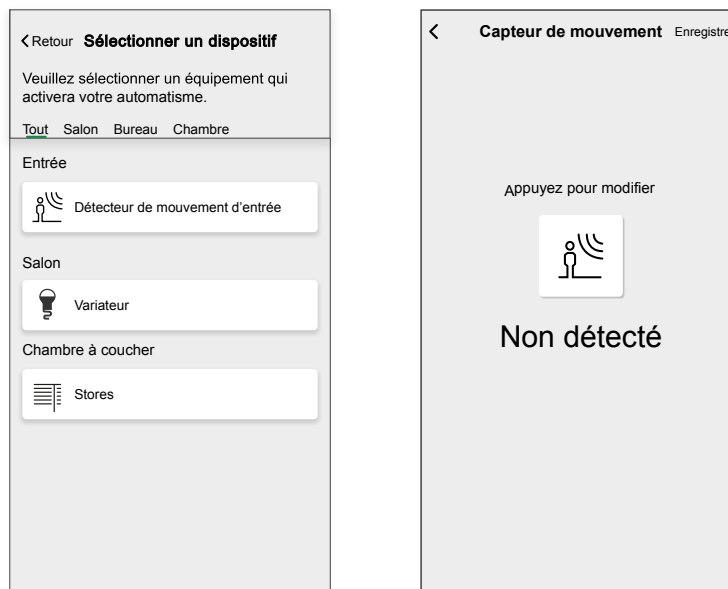 Retour Sélectionner un dispositif
Veuillez sélectionner un équipement qui
activera votre automatisme.
Tout Salon Bureau Chambre
Entrée
Détecteur de mouvement d’entrée
Salon
Variateur
Chambre à coucher
Stores
Capteur de mouvement Enregistre
Appuyez pour modifier
Non détecté